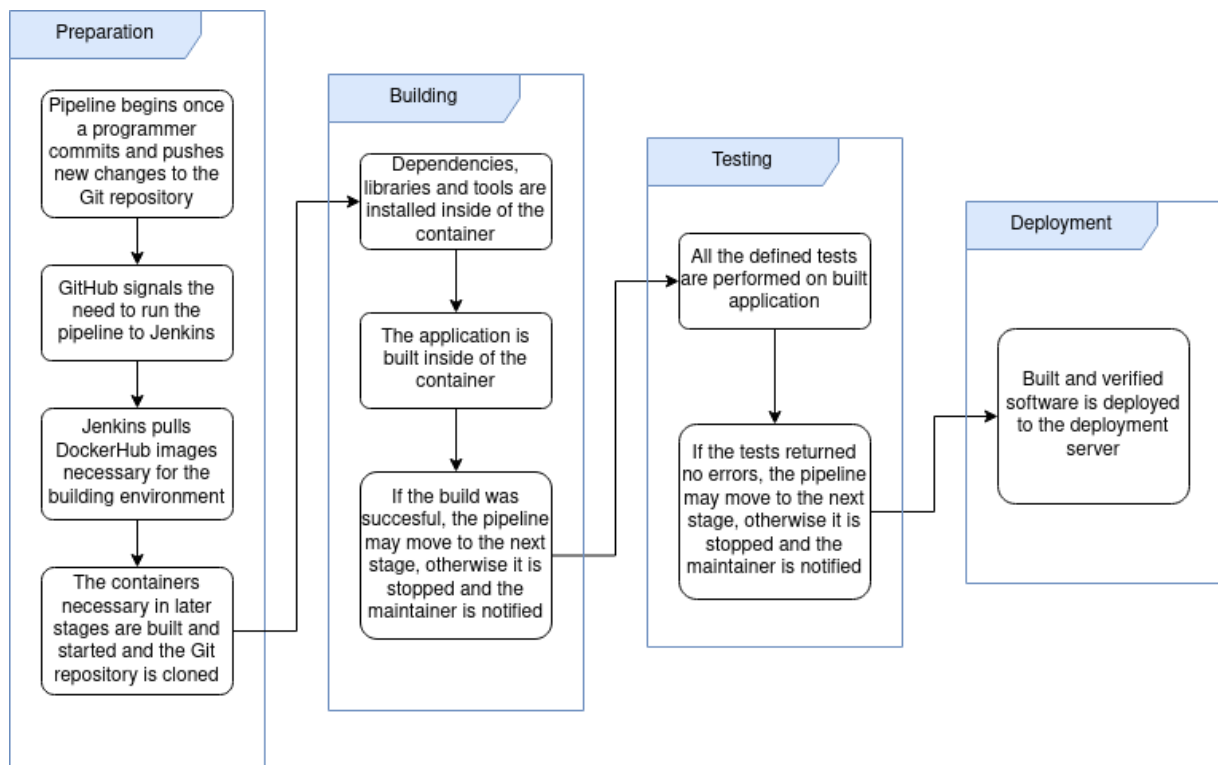 Preparation
Pipeline begins once
a programmer
commits and pushes
new changes to the
Git repository
GitHub signals the
need to run the
pipeline to Jenkins
Jenkins pulls
DockerHub images
necessary for the
building environment
The containers
necessary in later
stages are built and
started and the Git
repository is cloned
Building
Dependencies,
libraries and tools are
installed inside of the
container
The application is
built inside of the
container
If the build was
succesful, the pipeline
may move to the next
stage, otherwise it is
stopped and the
maintainer is notified
Testing
All the defined tests
are performed on built
application
If the tests returned
no errors, the pipeline
may move to the next
stage, otherwise it is
stopped and the
maintainer is notified
Deployment
Built and verified
software is deployed
to the deployment
server